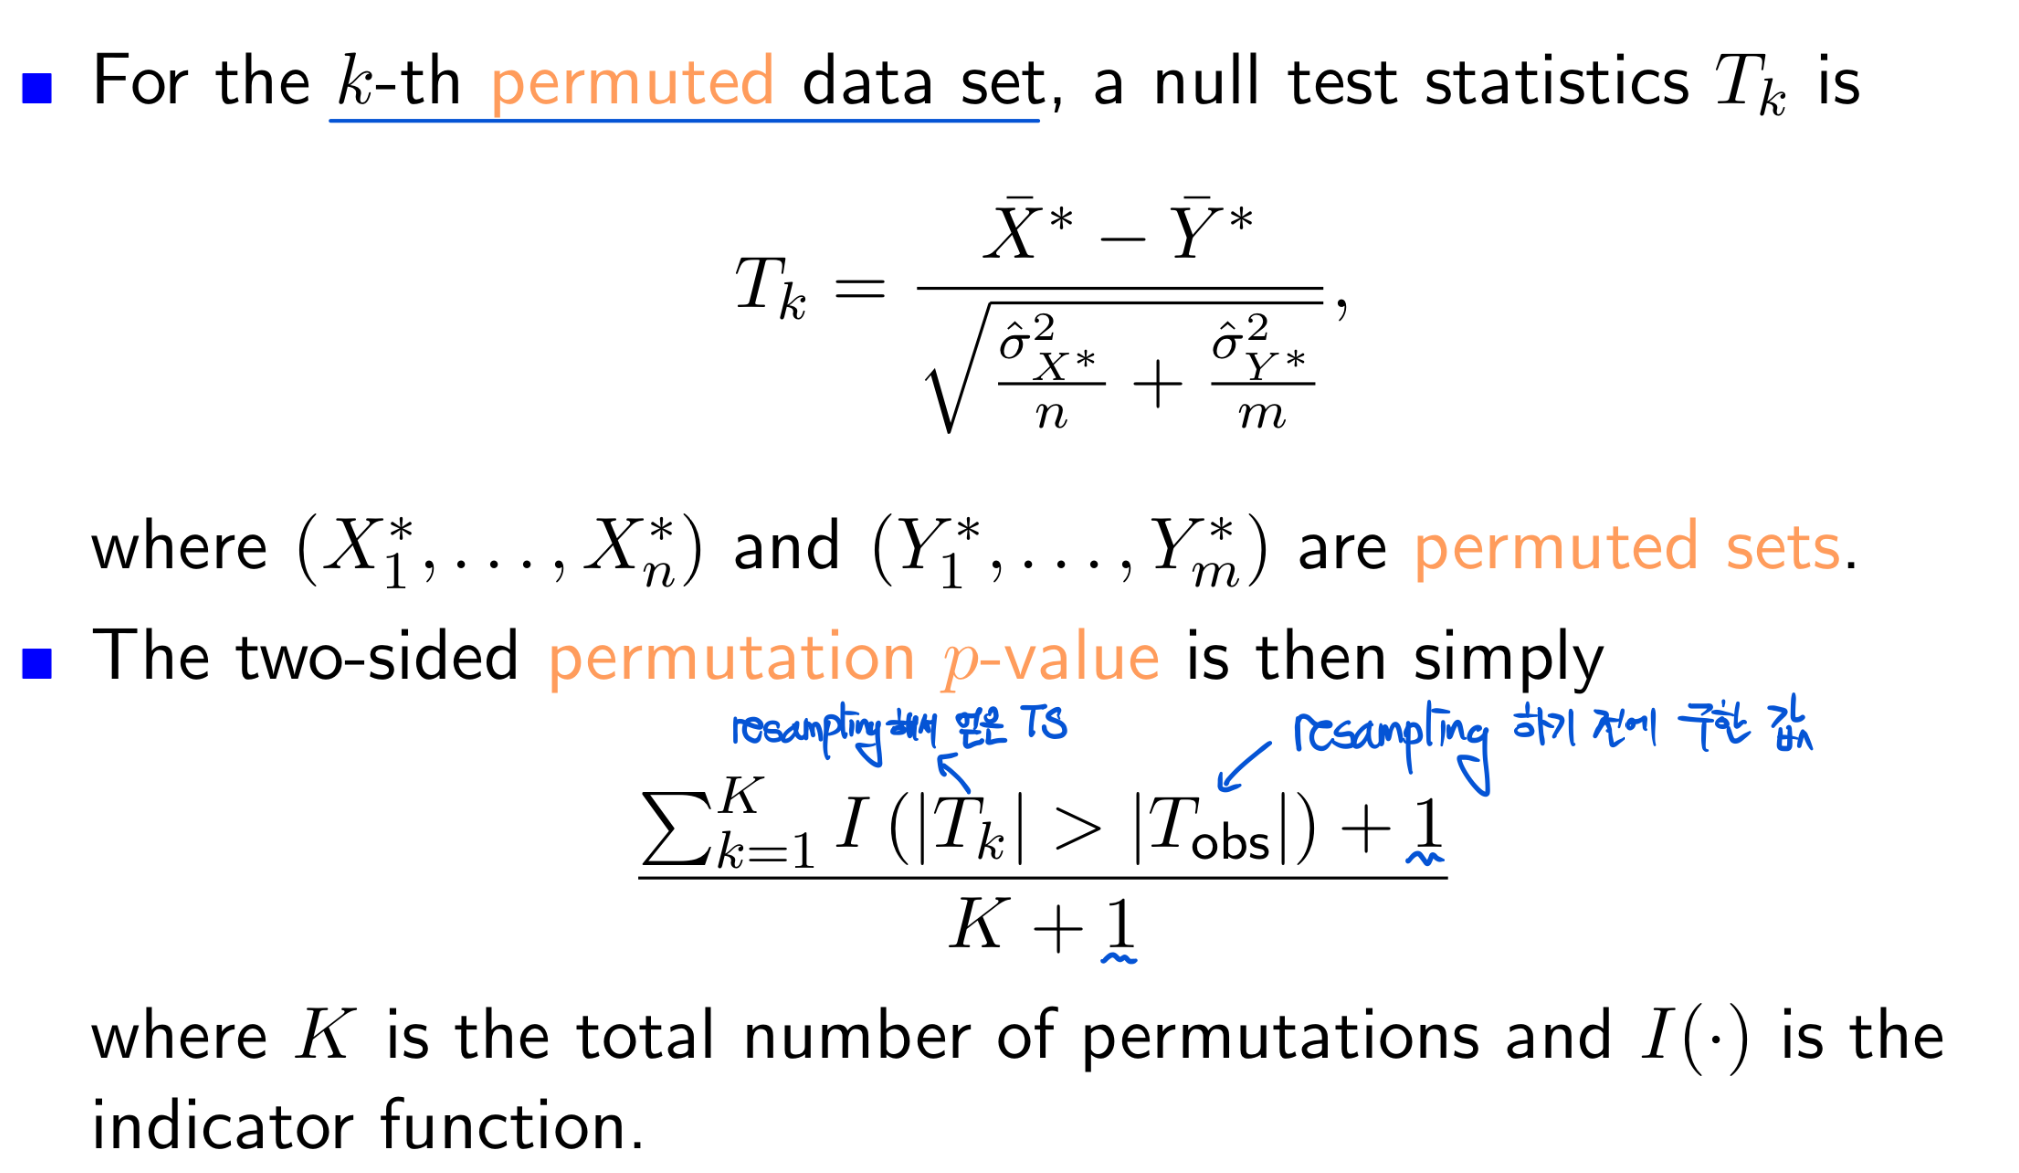 ■ For the k-th permuted data set, a null test statistics T_k is
T_k = \frac{\bar{X}^* - \bar{Y}^*}{\sqrt{\frac{\hat{\sigma}^2_{X^*}}{n} + \frac{\hat{\sigma}^2_{Y^*}}{m}}},
where (X_1^*, . . . , X_n^*) and (Y_1^*, . . . , Y_m^*) are permuted sets.
■ The two-sided permutation p-value is then simply
resampling해서 얻은 TS resampling 하기 전에 구한 값
\frac{\sum_{k=1}^{K} I(|T_k| > |T_{obs}|) + 1}{K + 1}
where K is the total number of permutations and I(·) is the
indicator function.